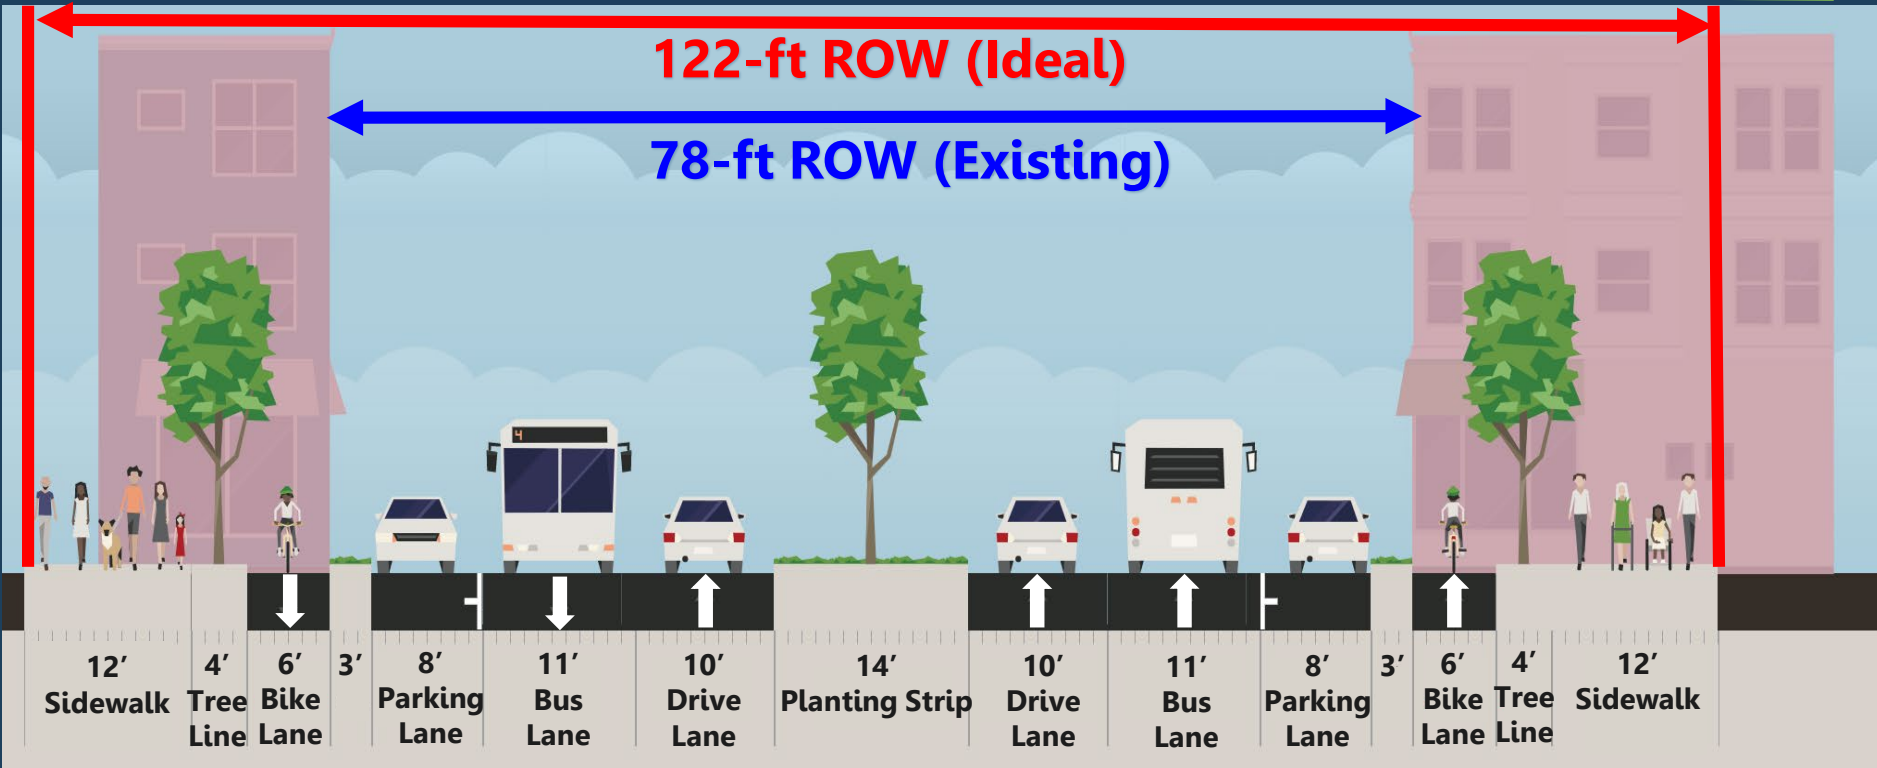 122-ft ROW (Ideal)
78-ft ROW (Existing)
4
12’
Sidewalk
4’
Tree
Line
6’
Bike
Lane
3’
8’
Parking
Lane
11’
Bus
Lane
10’
Drive
Lane
14’
Planting Strip
10’
Drive
Lane
11’
Bus
Lane
8’
Parking
Lane
3’
6’
Bike
Lane
4’
Tree
Line
12’
Sidewalk